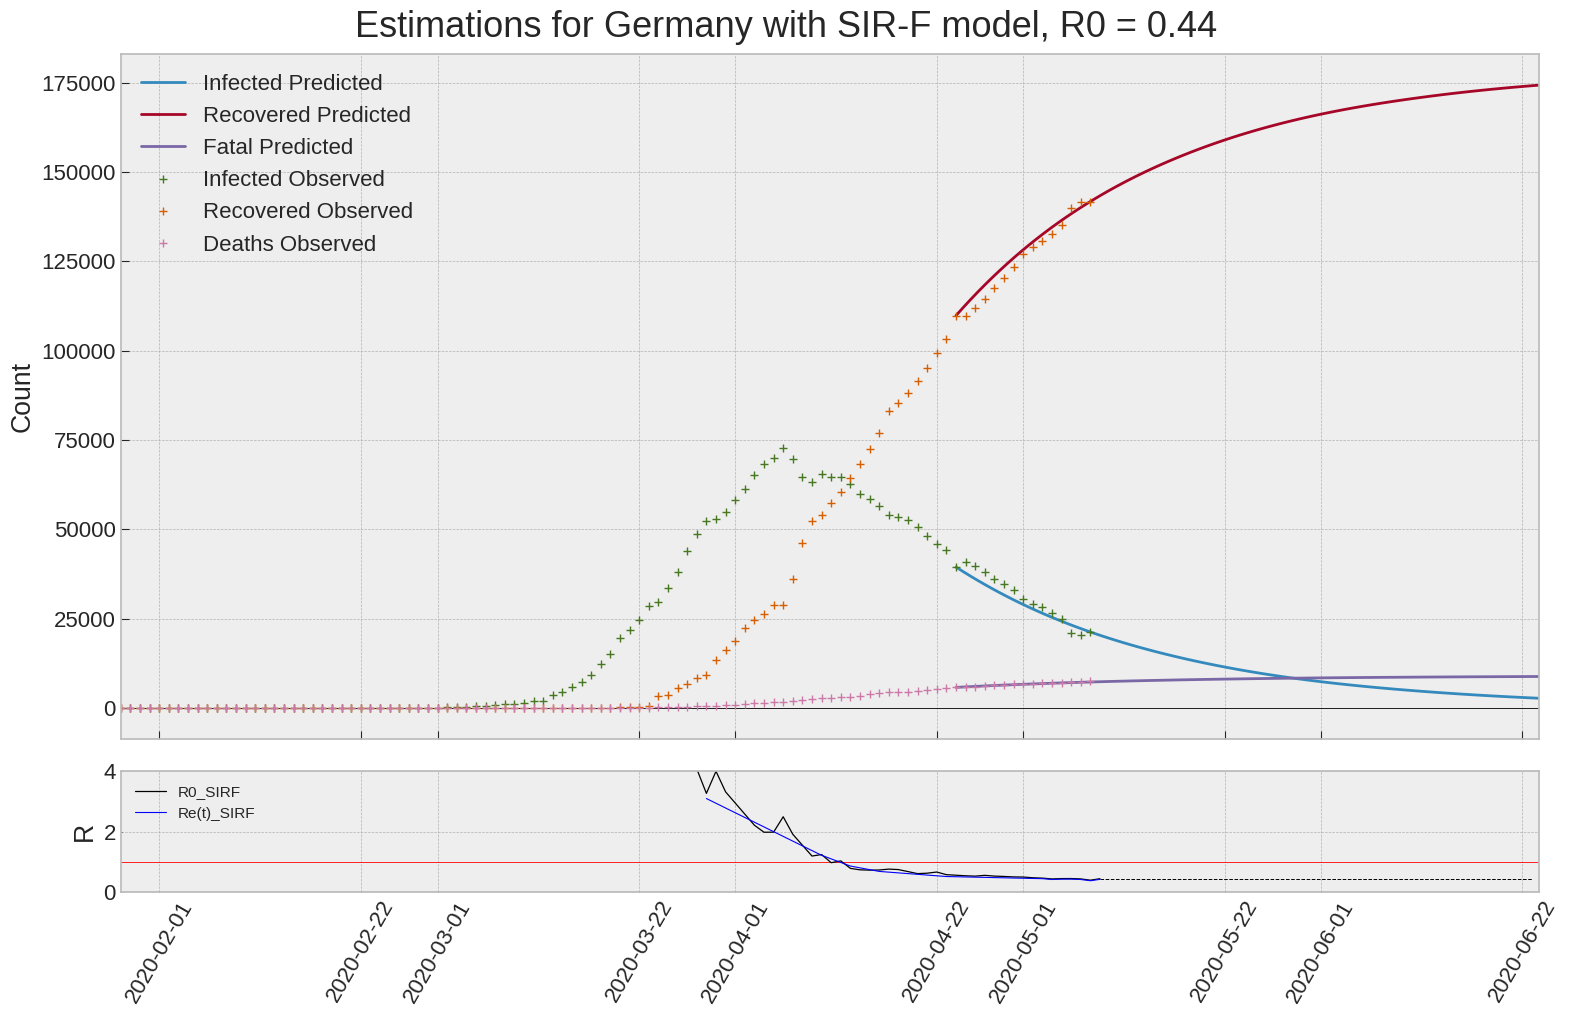 Estimations for Germany with SIR-F model, R0 = 0.44
Infected Predicted
Recovered Predicted
Fatal Predicted
Infected Observed
Recovered Observed
Deaths Observed
175000
150000
125000
100000
75000
50000
25000
0
Count
R0_SIRF
Re(t)_SIRF
4
2
0
R
2020-02-01
2020-02-22
2020-03-01
2020-03-22
2020-04-01
2020-04-22
2020-05-01
2020-05-22
2020-06-01
2020-06-22